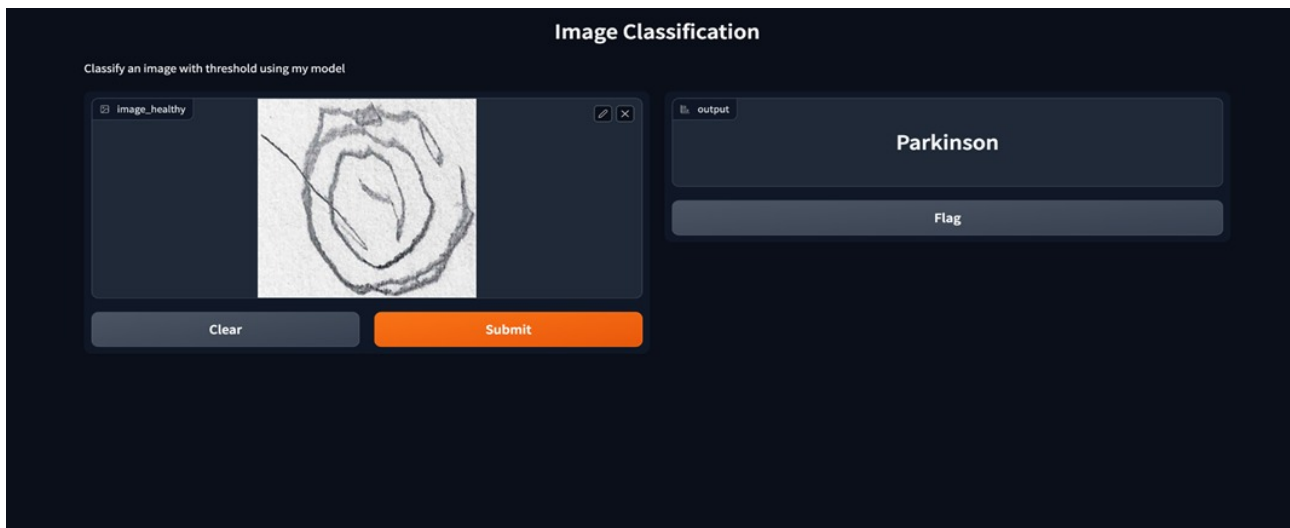 Image Classification
Classify an image with threshold using my model
image_healthy
output
Parkinson
Flag
Clear
Submit